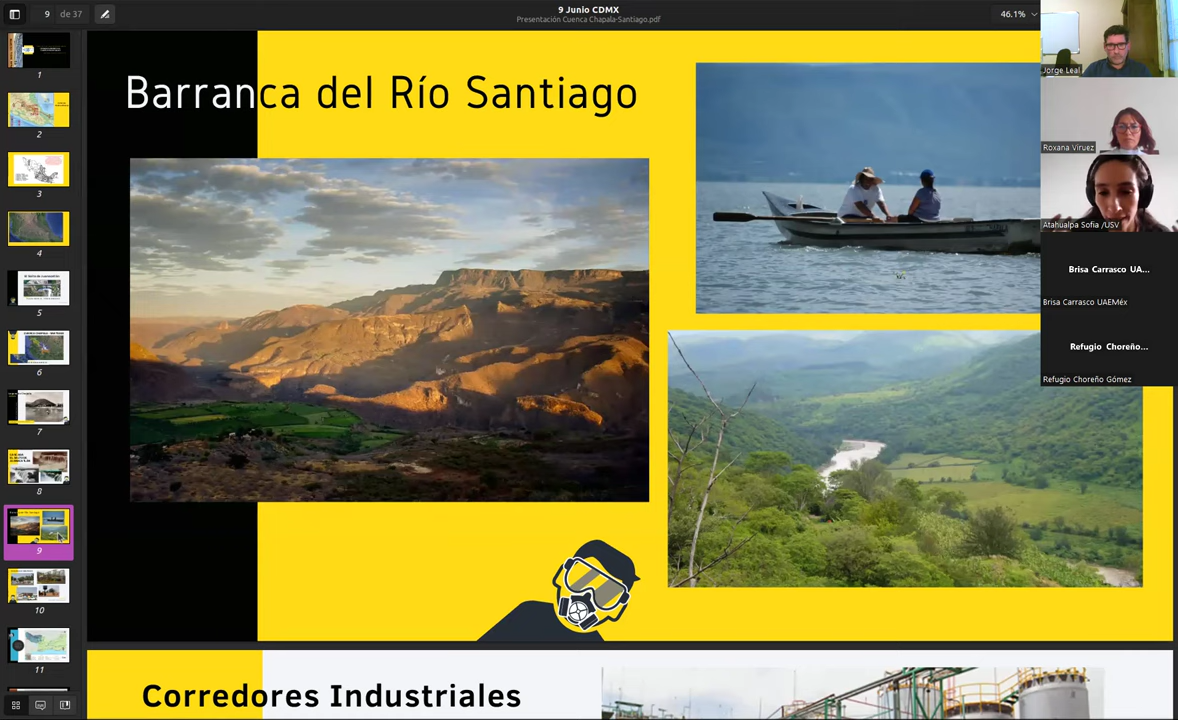 9 de 37
9 Junio CDMX
Presentación Cuenca Chapala-Santiago.pdf
46.1%
1
2
3
4
5
6
7
8
9
10
11
Barranca del Río Santiago
Corredores Industriales
Jorge Leal
Roxana Viruez
Atahualpa Sofia /USV
Brisa Carrasco UA...
Brisa Carrasco UAEMéx
Refugio Choreño...
Refugio Choreño Gómez